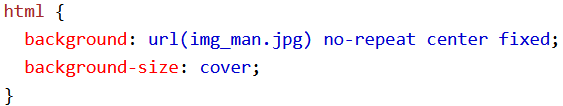 html {
  background: url(img_man.jpg) no-repeat center fixed;
  background-size: cover;
}